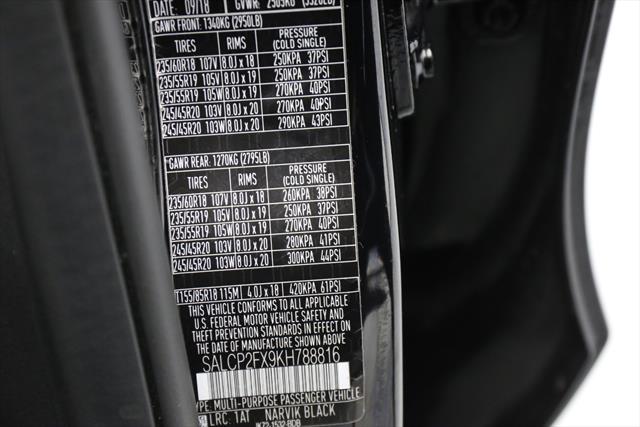 DATE: 09/18 GVWR: 2505KG (5520LB)
GAWR FRONT: 1340KG (2950LB)
TIRES RIMS PRESSURE (COLD SINGLE)
235/60R18 107V 8.0J x 18 250KPA 37PSI
235/55R19 105V 8.0J x 19 250KPA 37PSI
235/55R19 105W 8.0J x 19 270KPA 40PSI
245/45R20 103V 8.0J x 20 270KPA 40PSI
245/45R20 103W 8.0J x 20 290KPA 43PSI
GAWR REAR: 1270KG (2795LB)
TIRES RIMS PRESSURE (COLD SINGLE)
235/60R18 107V 8.0J x 18 260KPA 38PSI
235/55R19 105V 8.0J x 19 250KPA 37PSI
235/55R19 105W 8.0J x 19 270KPA 40PSI
245/45R20 103V 8.0J x 20 280KPA 41PSI
245/45R20 103W 8.0J x 20 300KPA 44PSI
T155/85R18 115M 4.0J x 18 420KPA 61PSI
THIS VEHICLE CONFORMS TO ALL APPLICABLE
U.S. FEDERAL MOTOR VEHICLE SAFETY AND
THEFT PREVENTION STANDARDS IN EFFECT
ON THE DATE OF MANUFACTURE SHOWN ABOVE
SALCP2FX9KH788816
TYPE: MULTI-PURPOSE PASSENGER VEHICLE
LRC: 1AT NARVIK BLACK
JK72-1532-BDB